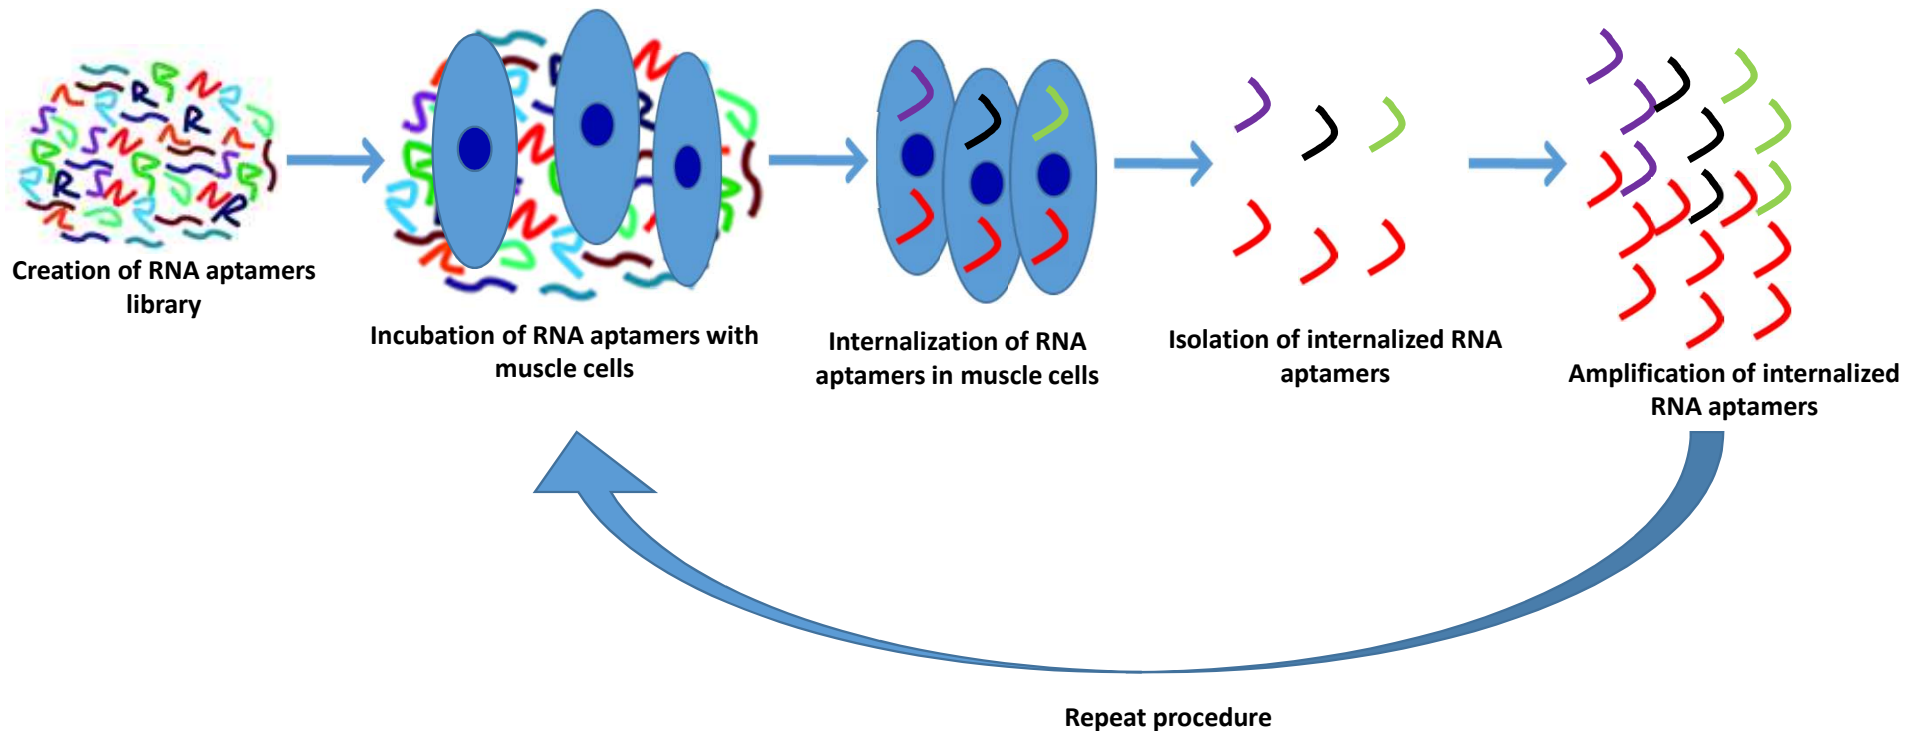 Creation of RNA aptamers
library
Incubation of RNA aptamers with
muscle cells
Internalization of RNA
aptamers in muscle cells
Isolation of internalized RNA
aptamers
Amplification of internalized
RNA aptamers
Repeat procedure